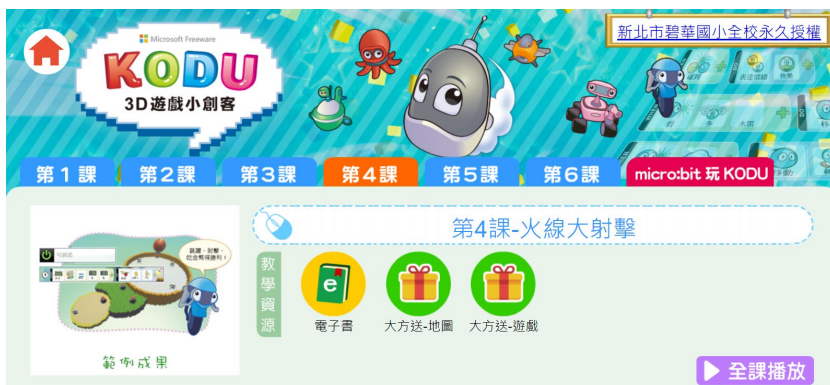 新北市碧華國小全校永久授權
Microsoft Freeware
KODU
3D遊戲小創客
第1課
第2課
第3課
第4課
第5課
第6課
micro:bit 玩 KODU
第4課-火線大射擊
教學資源
電子書
大方送-地圖
大方送-遊戲
範例成果
全課播放